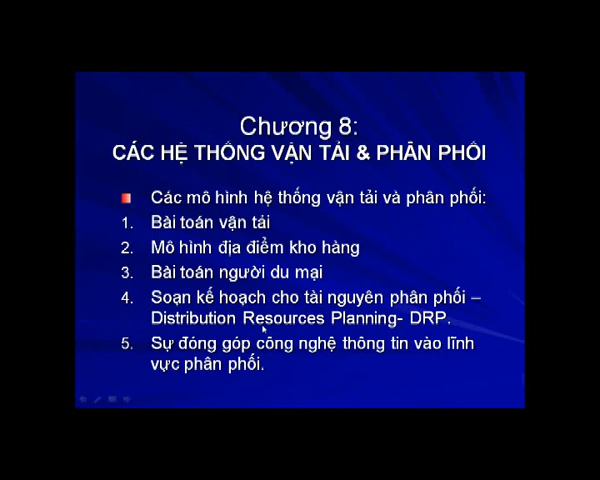 Chương 8:
CÁC HỆ THỐNG VẬN TẢI & PHÂN PHỐI
Các mô hình hệ thống vận tải và phân phối:
1. Bài toán vận tải
2. Mô hình địa điểm kho hàng
3. Bài toán người du mại
4. Soạn kế hoạch cho tài nguyên phân phối –
Distribution Resources Planning- DRP.
5. Sự đóng góp công nghệ thông tin vào lĩnh
vực phân phối.